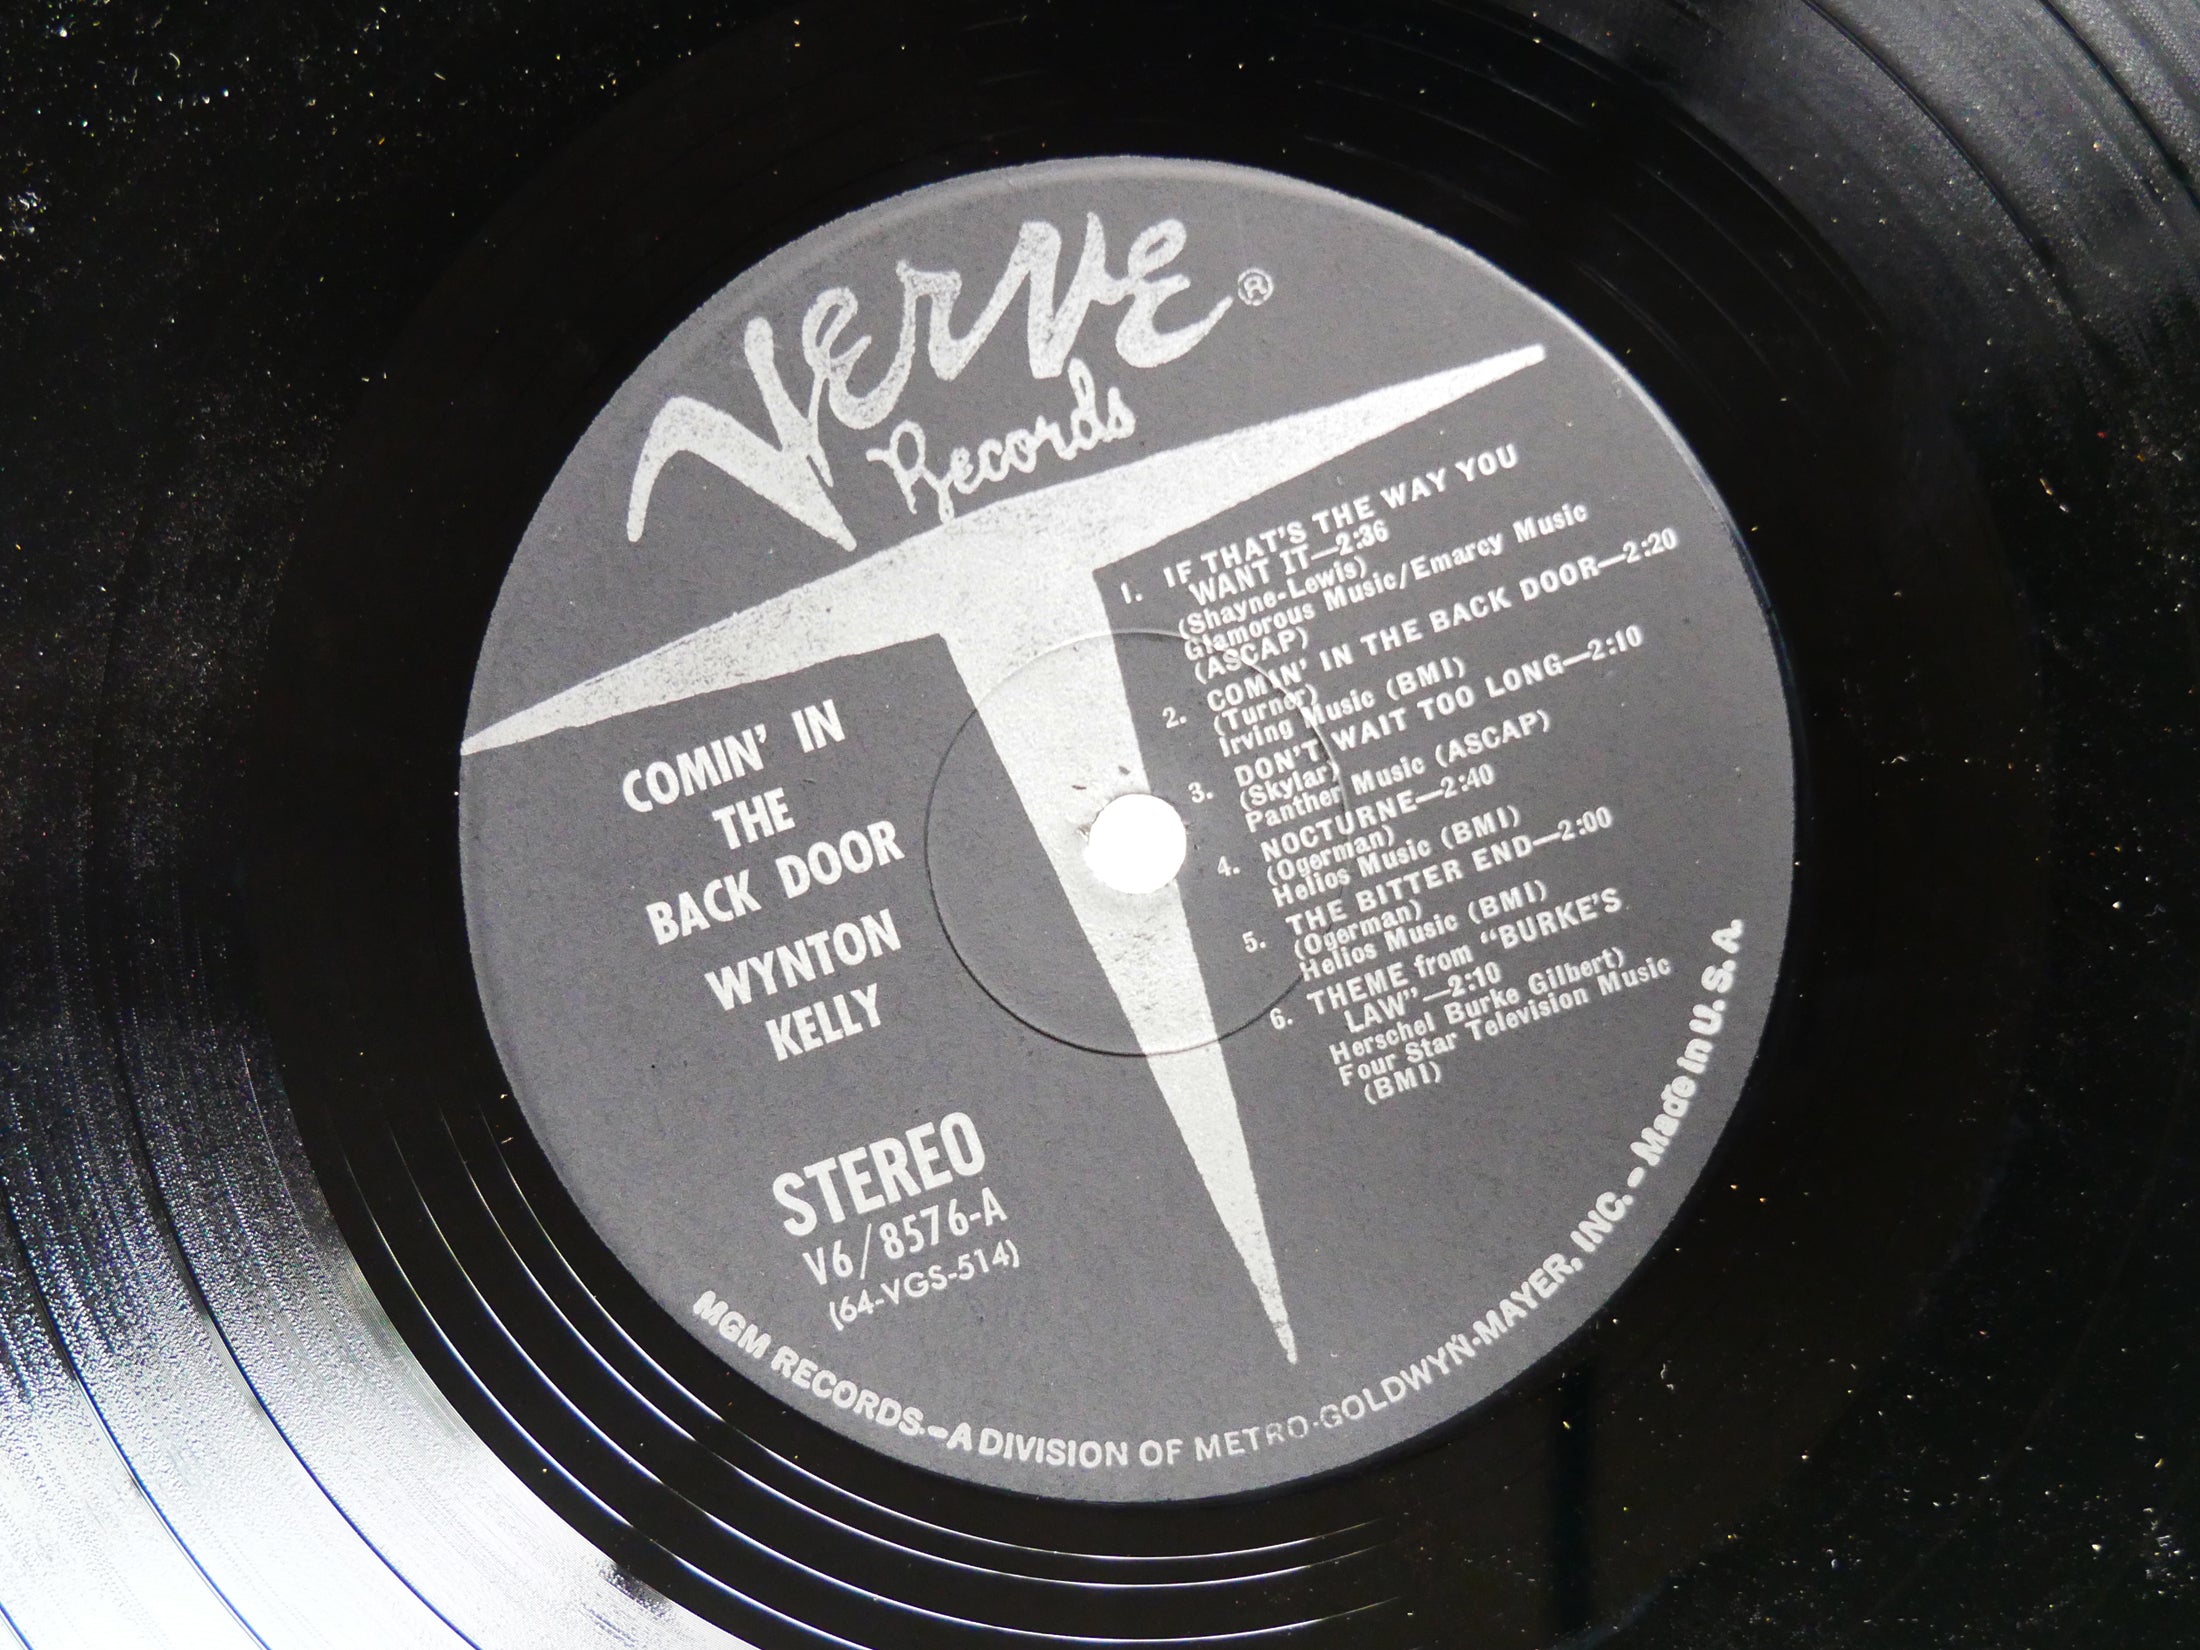 VERVE ®
Records
1. IF THAT'S THE WAY YOU
WANT IT—2:36
(Shayne-Lewis)
Glamorous Music/Emarcy Music
(ASCAP)
2. COMIN' IN THE BACK DOOR—2:20
(Turner)
Irving Music (BMI)
3. DON'T WAIT TOO LONG—2:10
(Skylar)
Panther Music (ASCAP)
4. NOCTURNE—2:40
(Ogerman)
Helios Music (BMI)
5. THE BITTER END—2:00
(Ogerman)
Helios Music (BMI)
6. THEME from "BURKE'S
LAW"—2:10
Herschel Burke Gilbert)
Four Star Television Music
(BMI)
COMIN' IN
THE
BACK DOOR
WYNTON
KELLY
STEREO
V6/8576-A
(64-VGS-514)
MGM RECORDS.-A DIVISION OF METRO-GOLDWYN-MAYER, INC.-Made in U.S.A.